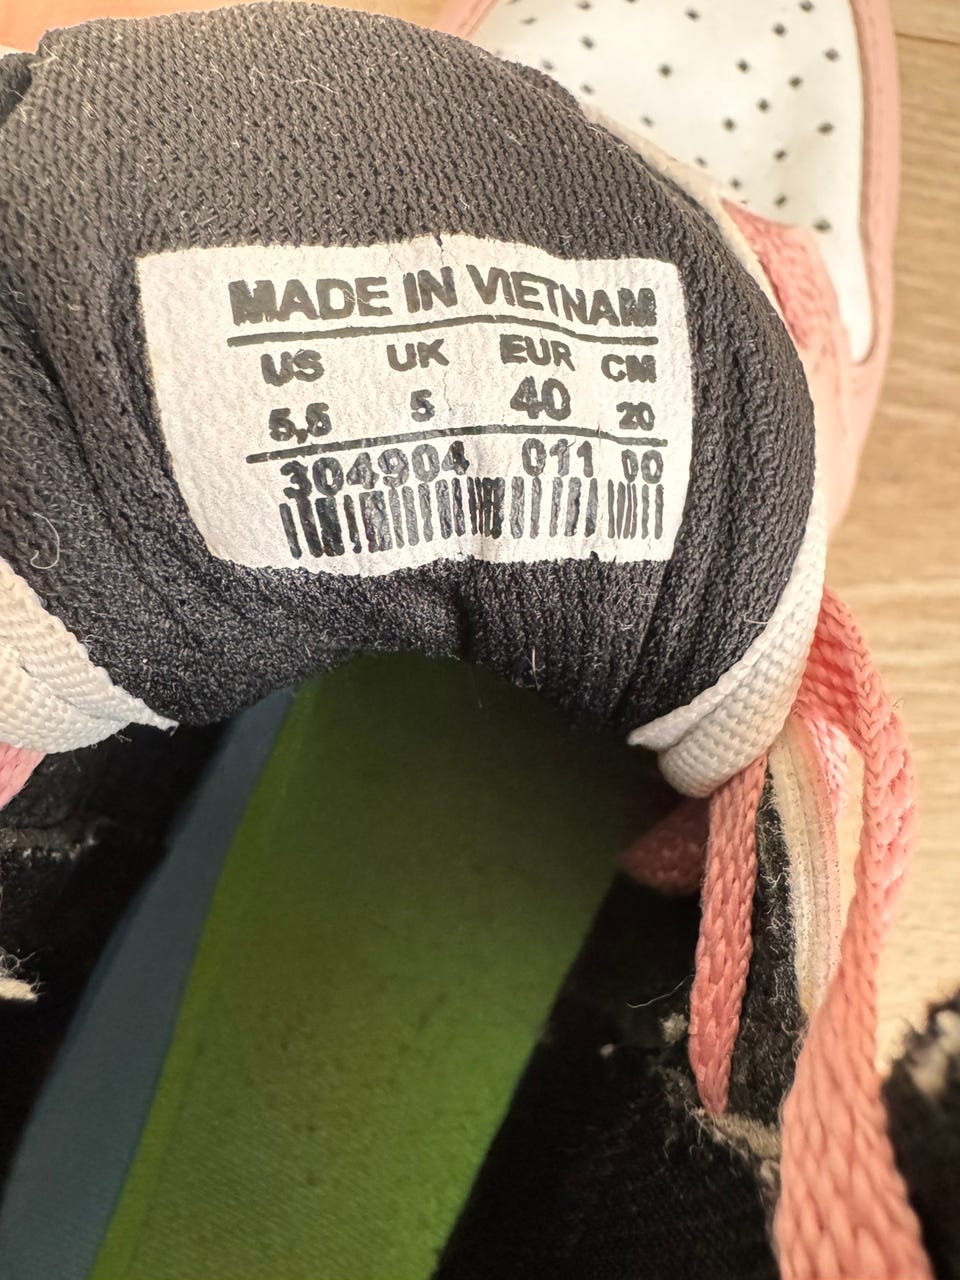 MADE IN VIETNAM
US UK EUR CM
5,5 5 40 20
304904 011 00